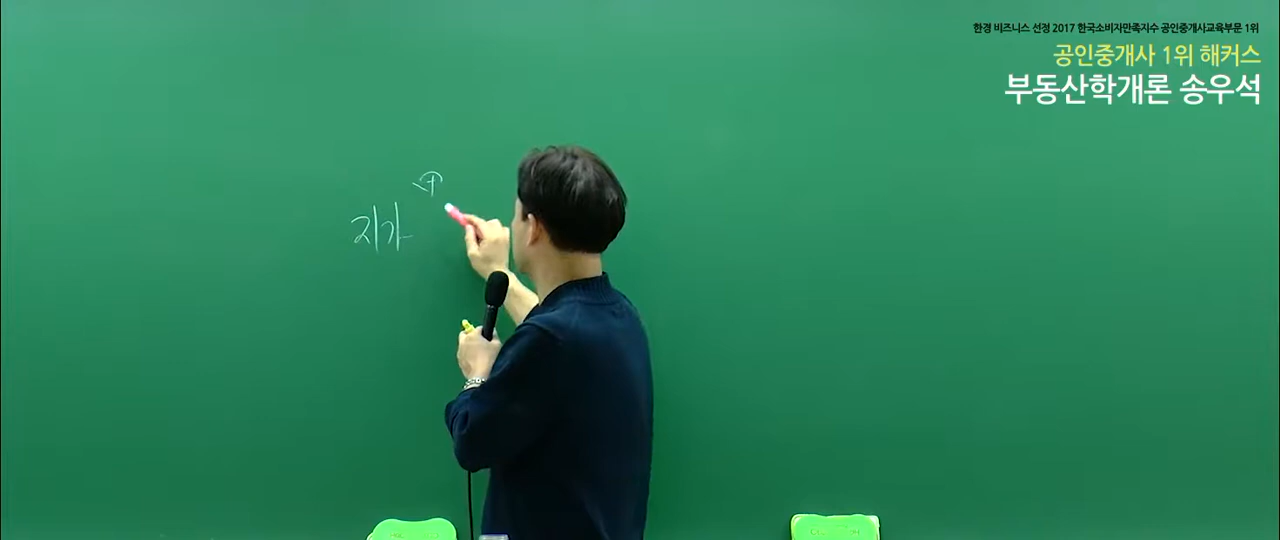 한경 비즈니스 선정 2017 한국소비자만족지수 공인중개사교육부문 1위
공인중개사 1위 해커스
부동산학개론 송우석
지가